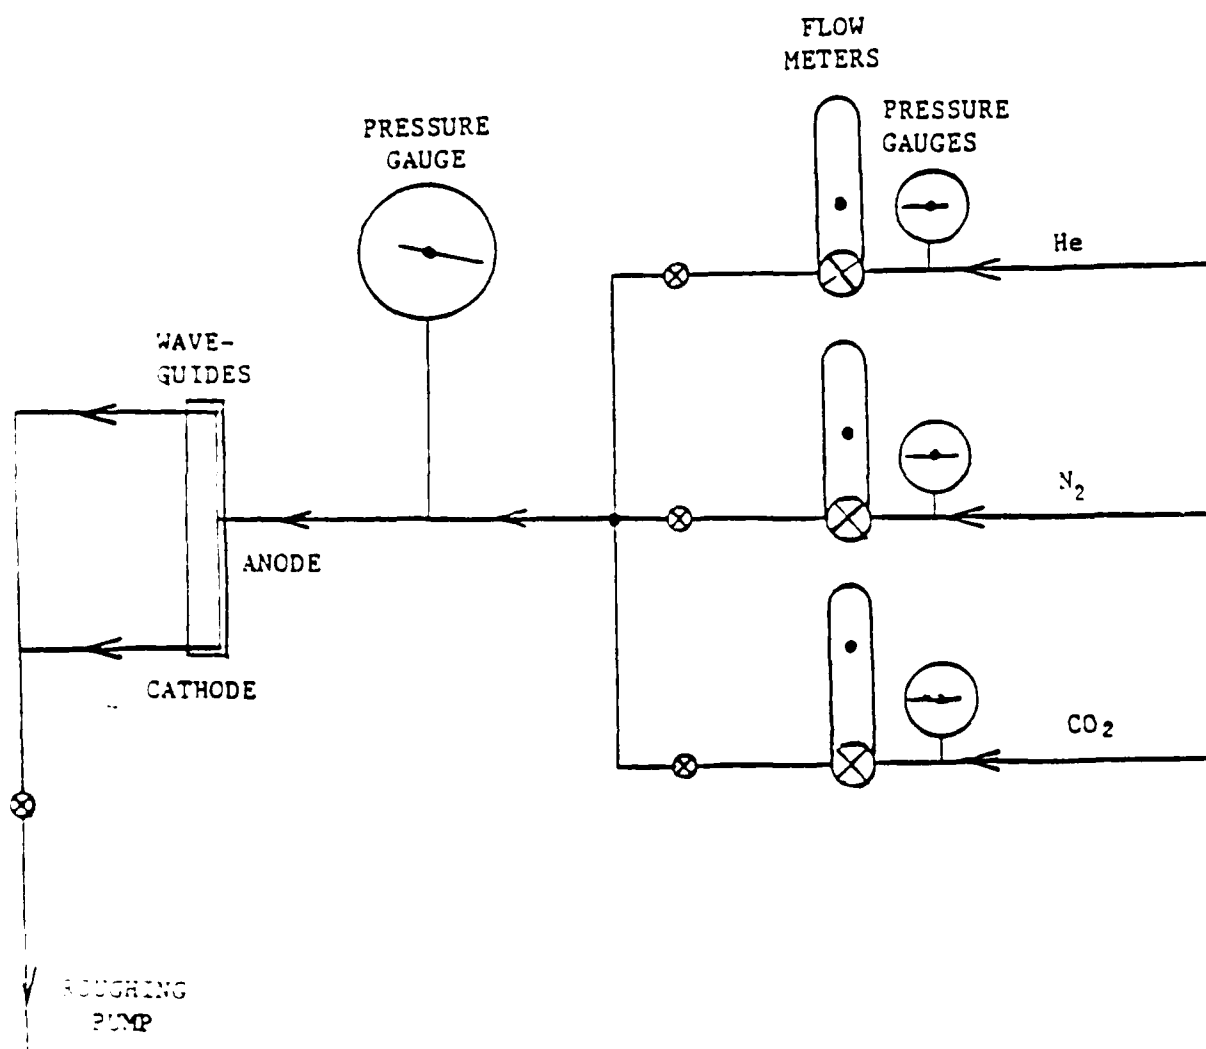 FLOW
METERS
PRESSURE
GAUGES
PRESSURE
GAUGE
He
WAVE-
GUIDES
N₂
ANODE
CATHODE
CO₂
ROUGHING
PUMP